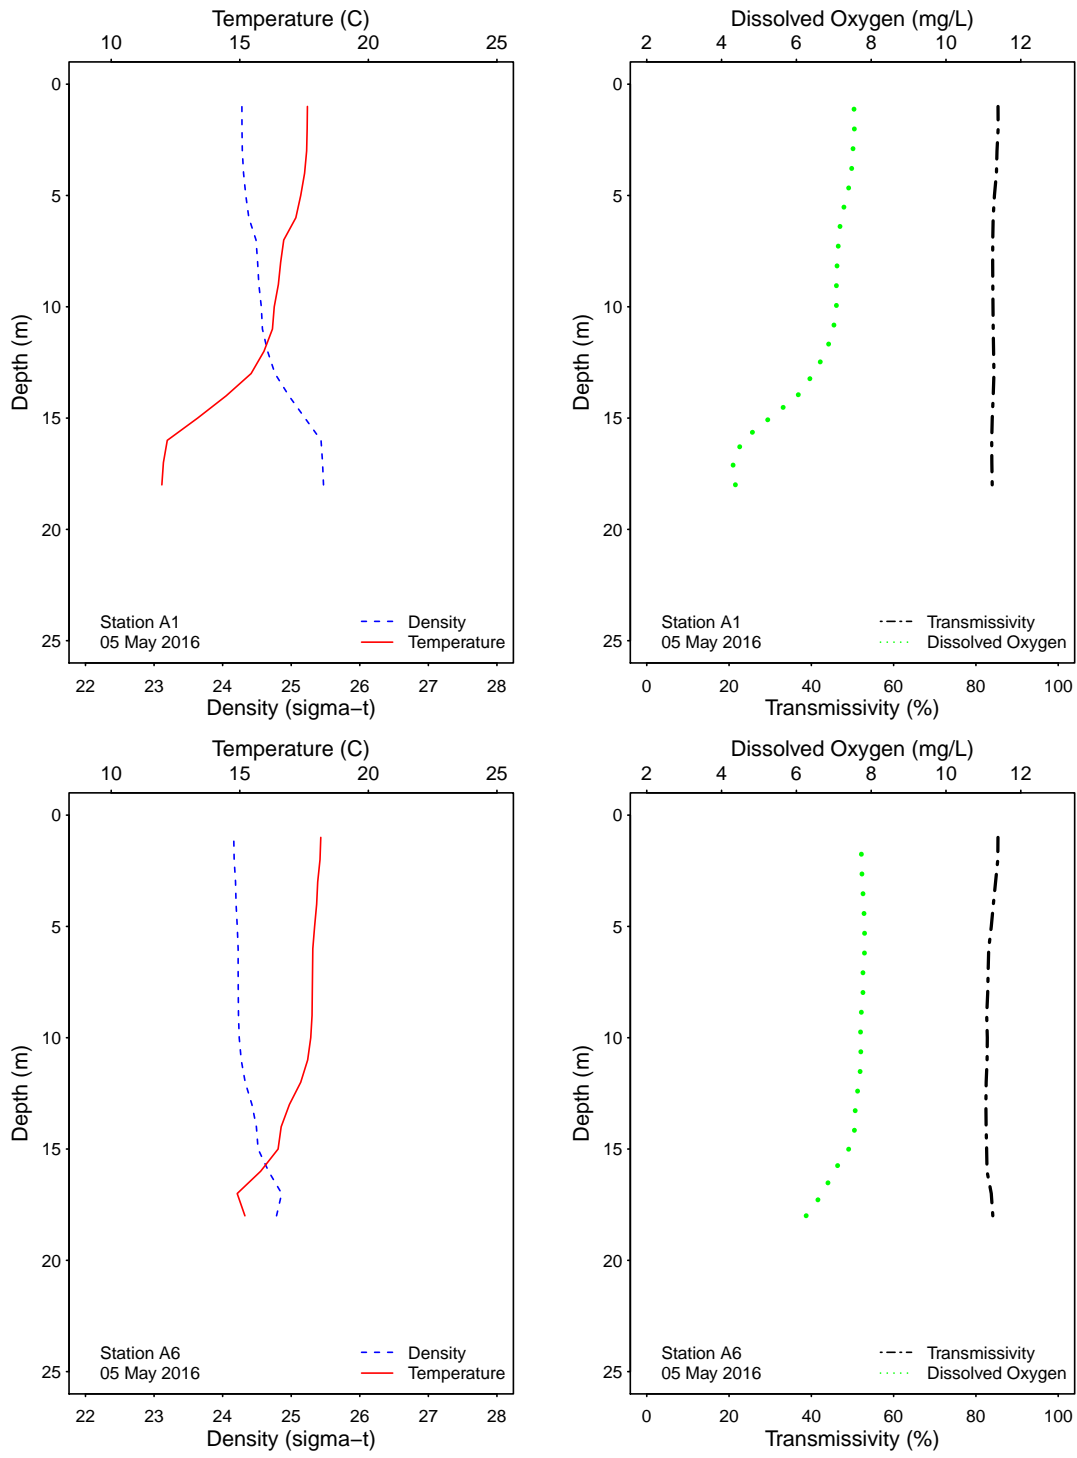 Temperature (C) Dissolved Oxygen (mg/L)
10 15 20 25 2 4 6 8 10 12
0 5 10 15 20 25
Depth (m)
Station A1
05 May 2016
Density
Temperature
22 23 24 25 26 27 28
Density (sigma−t)
0 5 10 15 20 25
Depth (m)
Station A1
05 May 2016
Transmissivity
Dissolved Oxygen
0 20 40 60 80 100
Transmissivity (%)
Temperature (C) Dissolved Oxygen (mg/L)
10 15 20 25 2 4 6 8 10 12
0 5 10 15 20 25
Depth (m)
Station A6
05 May 2016
Density
Temperature
22 23 24 25 26 27 28
Density (sigma−t)
0 5 10 15 20 25
Depth (m)
Station A6
05 May 2016
Transmissivity
Dissolved Oxygen
0 20 40 60 80 100
Transmissivity (%)